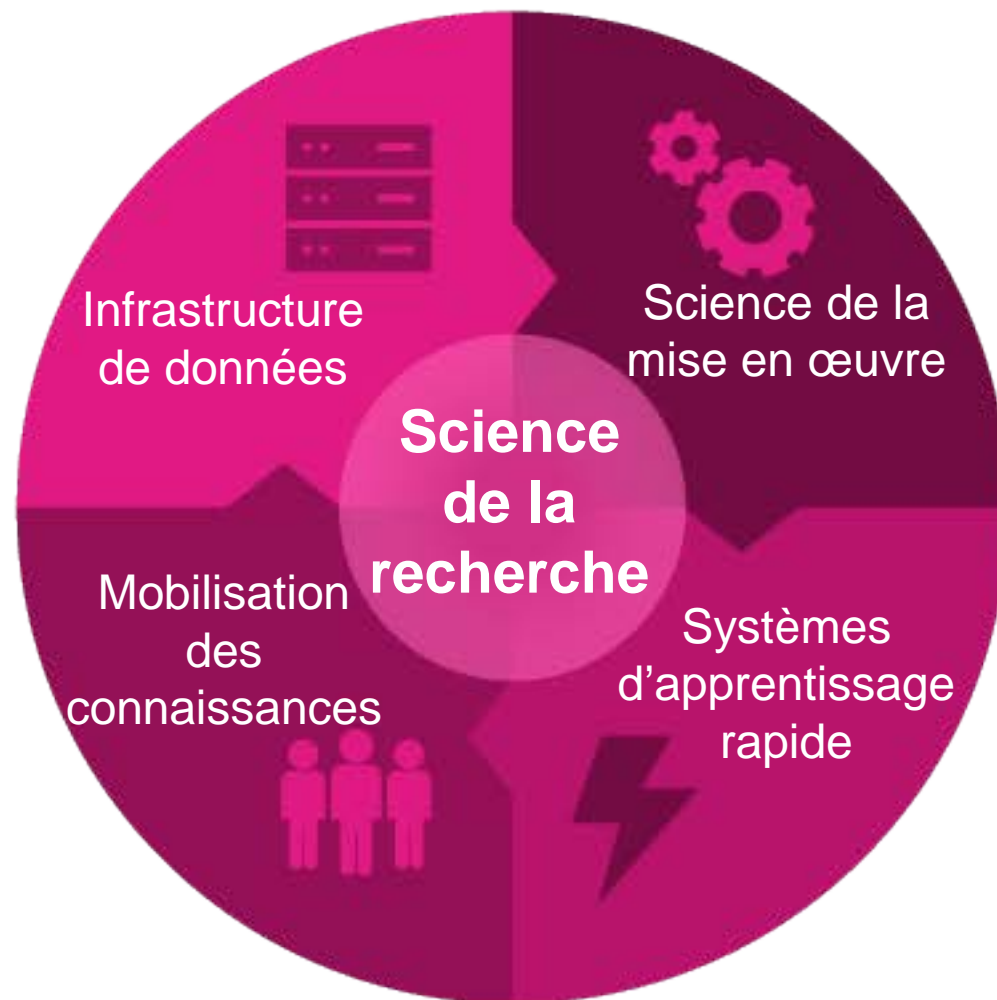 Infrastructure
de données
Science de la
mise en œuvre
Science
de la
recherche
Mobilisation
des
connaissances
Systèmes
d’apprentissage
rapide